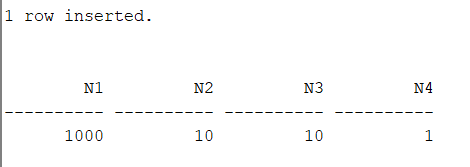 1 row inserted.
N1 N2 N3 N4
---------- ---------- ---------- ----------
1000 10 10 1